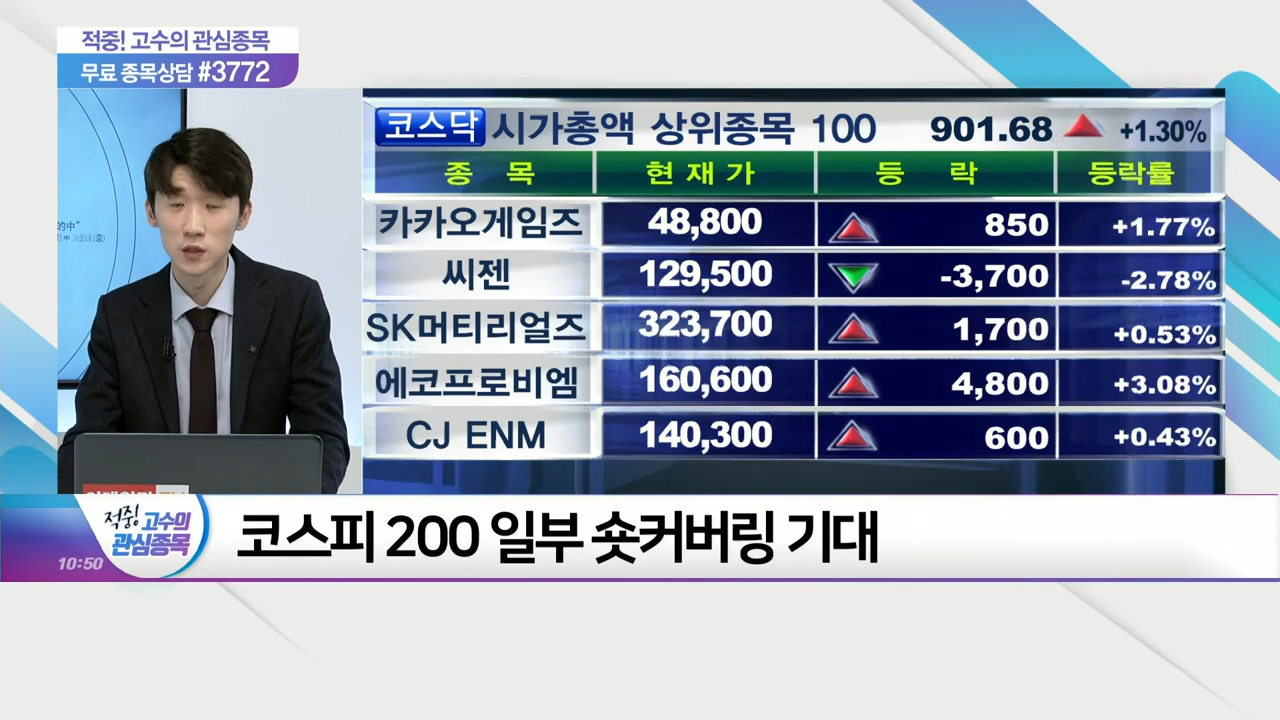 적중! 고수의 관심종목
무료 종목상담 #3772
코스닥 시가총액 상위종목 100 901.68 +1.30%
종 목 현 재 가 등 락 등락률
카카오게임즈 48,800 850 +1.77%
씨젠 129,500 -3,700 -2.78%
SK머티리얼즈 323,700 1,700 +0.53%
에코프로비엠 160,600 4,800 +3.08%
CJ ENM 140,300 600 +0.43%
的中"
적중! 고수의
관심종목
10:50
코스피 200 일부 숏커버링 기대